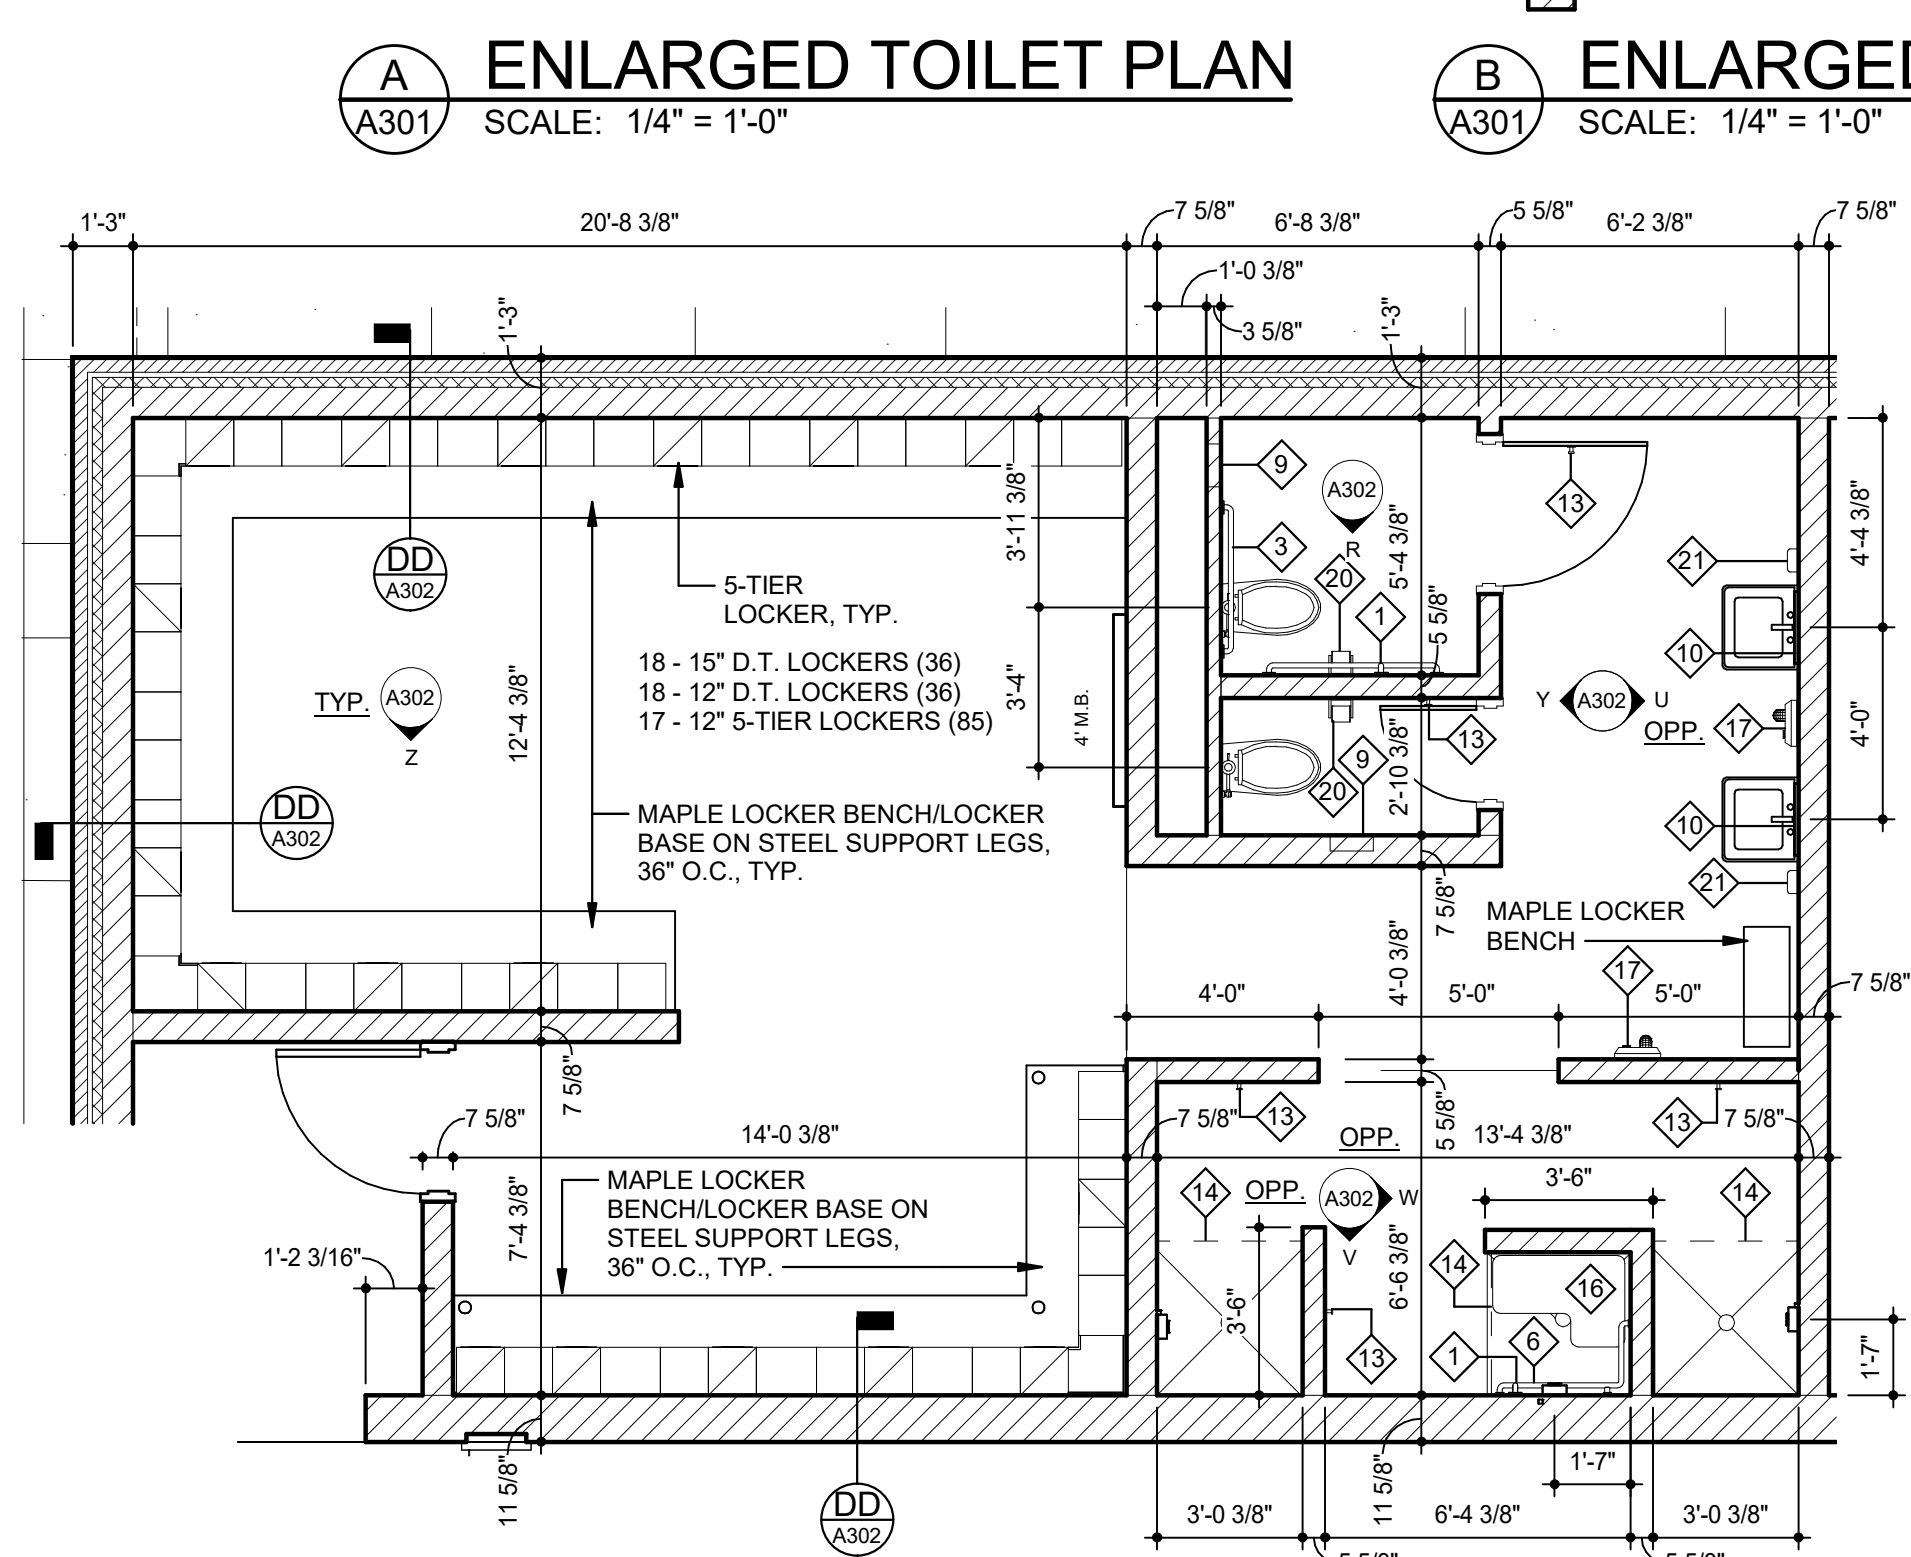 A
A301
ENLARGED TOILET PLAN
SCALE: 1/4" = 1'-0"
B
A301
ENLARGED
SCALE: 1/4" = 1'-0"
1'-3"
20'-8 3/8"
7 5/8"
6'-8 3/8"
5 5/8"
6'-2 3/8"
7 5/8"
1'-0 3/8"
3 5/8"
1'-3"
1'-3"
9
A302
R
13
3'-11 3/8"
3
5'-4 3/8"
4'-4 3/8"
DD
A302
20
21
5-TIER
LOCKER, TYP.
1
5 5/8"
18 - 15" D.T. LOCKERS (36)
18 - 12" D.T. LOCKERS (36)
17 - 12" 5-TIER LOCKERS (85)
10
TYP.
A302
Z
12'-4 3/8"
3'-4"
4' M.B.
Y
A302
U
OPP.
17
4'-0"
13
9
20
2'-10 3/8"
DD
A302
MAPLE LOCKER BENCH/LOCKER
BASE ON STEEL SUPPORT LEGS,
36" O.C., TYP.
10
21
7 5/8"
MAPLE LOCKER
BENCH
4'-0 3/8"
17
4'-0"
5'-0"
5'-0"
7 5/8"
7 5/8"
7 5/8"
14'-0 3/8"
7 5/8"
13
OPP.
5 5/8"
13'-4 3/8"
13
7 5/8"
MAPLE LOCKER
BENCH/LOCKER BASE ON
STEEL SUPPORT LEGS,
36" O.C., TYP.
7'-4 3/8"
1'-2 3/16"
14
OPP.
A302
W
V
3'-6"
14
6'-6 3/8"
14
16
3'-6"
13
1
6
1'-7"
11 5/8"
DD
A302
11 5/8"
1'-7"
3'-0 3/8"
6'-4 3/8"
3'-0 3/8"
5 5/8"
5 5/8"